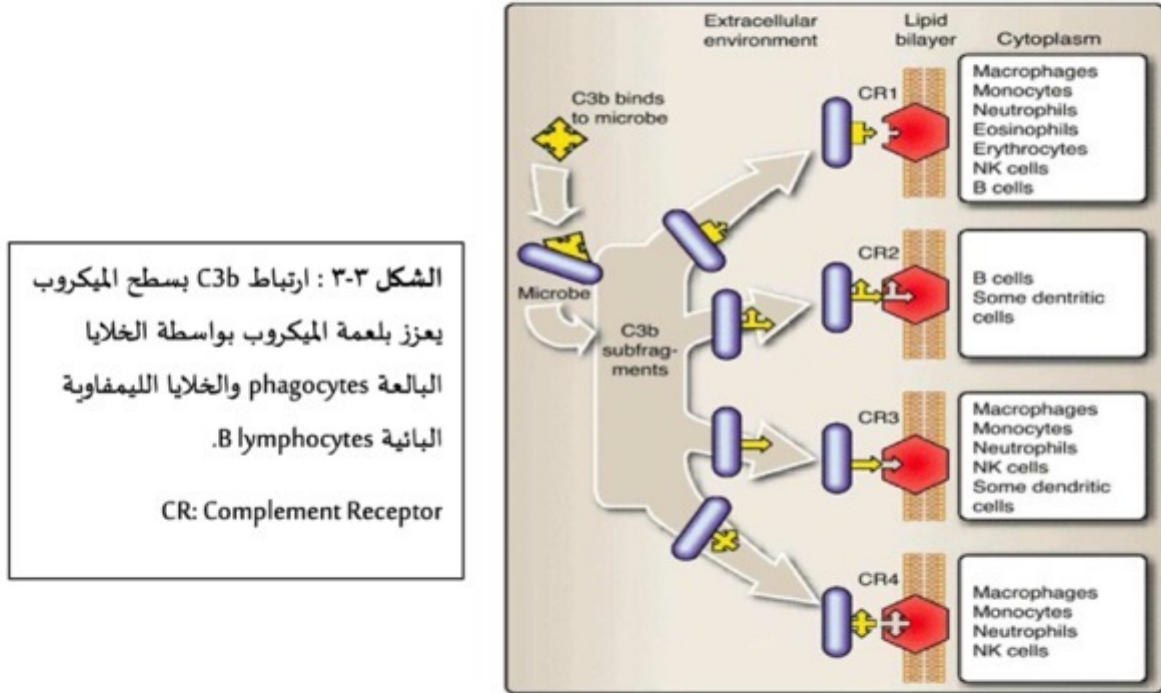 الشكل ٣-٣ : ارتباط C3b بسطح الميكروب
يعزز بلعمة الميكروب بواسطة الخلايا
البالعة phagocytes والخلايا الليمفاوية
البائية B lymphocytes.
CR: Complement Receptor
Extracellular
environment
Lipid
bilayer
Cytoplasm
C3b binds
to microbe
Microbe
C3b
subfrag-
ments
CR1
Macrophages
Monocytes
Neutrophils
Eosinophils
Erythrocytes
NK cells
B cells
CR2
B cells
Some dentritic
cells
CR3
Macrophages
Monocytes
Neutrophils
NK cells
Some dendritic
cells
CR4
Macrophages
Monocytes
Neutrophils
NK cells